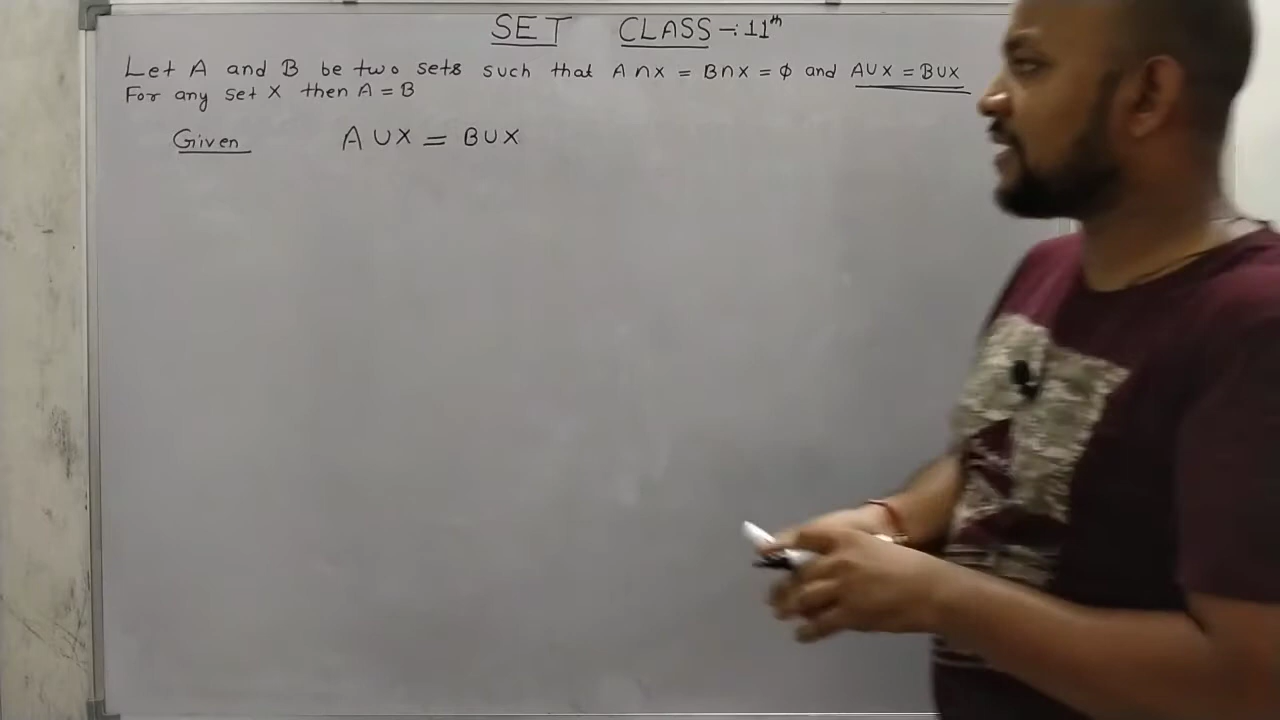 SET CLASS -: 11th
Let A and B be two sets such that A ∩ X = B ∩ X = ϕ and A ∪ X = B ∪ X
For any set X then A = B
Given A ∪ X = B ∪ X